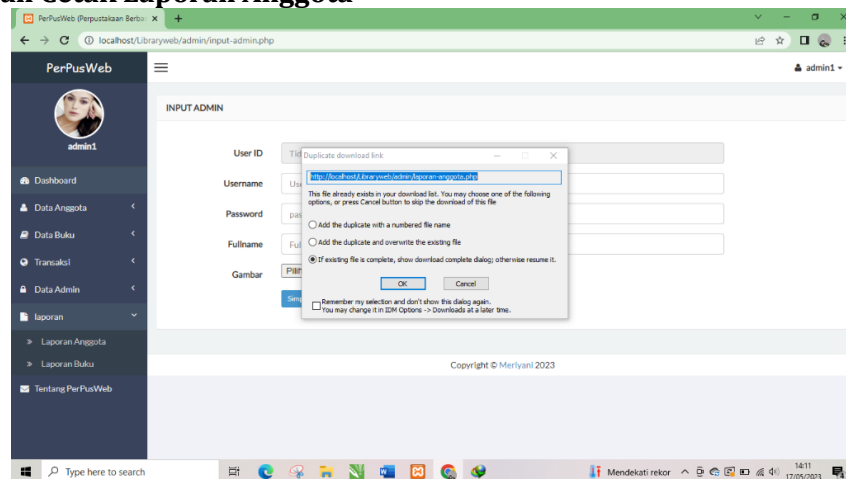 an Cetah Laporan Anggota
PerPusWeb (Perpustakaan Berba
localhost/Libraryweb/admin/input-admin.php
PerPusWeb
admin1
admin1
INPUT ADMIN
User ID
Username
Password
pas
Fullname
Ful
Gambar
Dashboard
Data Anggota
Data Buku
Transaksi
Data Admin
laporan
Laporan Anggota
Laporan Buku
Tentang PerPusWeb
Duplicate download link
http://localhost/Libraryweb/admin/laporan-anggota.php
This file already exists in your download list. You may choose one of the following
options, or press Cancel button to skip the download of this file
Add the duplicate with a numbered file name
Add the duplicate and overwrite the existing file
If existing file is complete, show download complete dialog; otherwise resume it.
OK
Cancel
Remember my selection and don't show this dialog again.
You may change it in IDM Options -> Downloads at a later time.
Copyright © Meriyani 2023
Type here to search
Mendekati rekor
14:11
17/05/2023